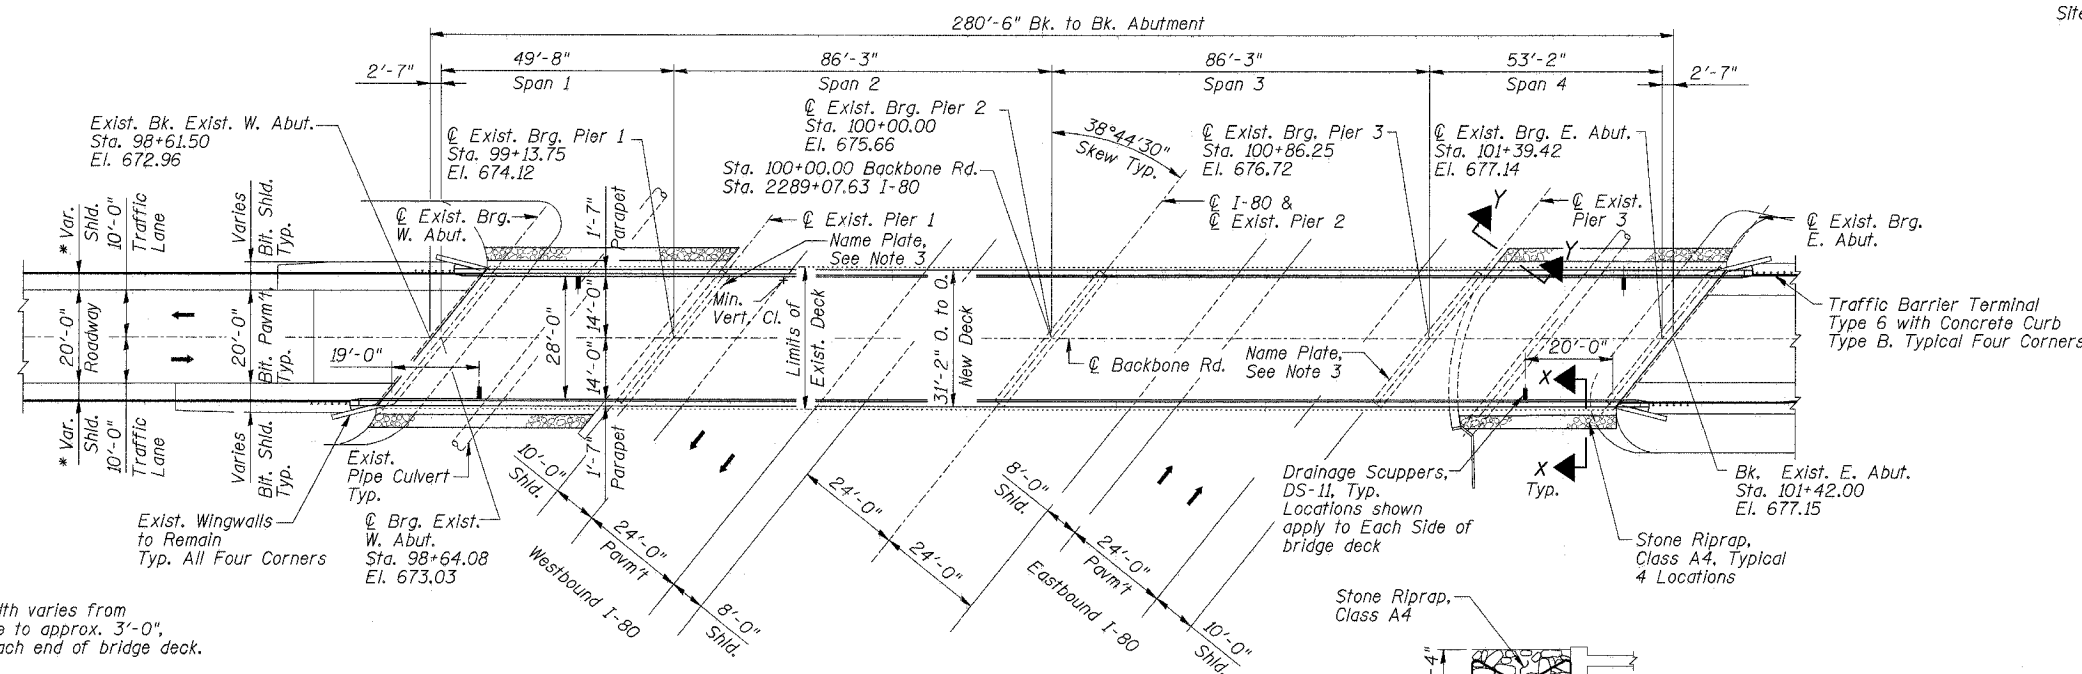 Site
280'-6" Bk. to Bk. Abutment
2'-7"
49'-8"
Span 1
86'-3"
Span 2
86'-3"
Span 3
53'-2"
Span 4
2'-7"
Exist. Bk. Exist. W. Abut.
Sta. 98+61.50
El. 672.96
℄ Exist. Brg. Pier 1
Sta. 99+13.75
El. 674.12
℄ Exist. Brg. Pier 2
Sta. 100+00.00
El. 675.66
Sta. 100+00.00 Backbone Rd.
Sta. 2289+07.63 I-80
38°44'30"
Skew Typ.
℄ Exist. Brg. Pier 3
Sta. 100+86.25
El. 676.72
℄ Exist. Brg. E. Abut.
Sta. 101+39.42
El. 677.14
* Var.
Shld.
10'-0"
Traffic
Lane
Varies
Bit. Shld.
Typ.
℄ Exist. Brg.
W. Abut.
1'-7"
Parapet
℄ Exist. Pier 1
Name Plate,
See Note 3
℄ I-80 &
℄ Exist. Pier 2
Y
Y
℄ Exist.
Pier 3
℄ Exist. Brg.
E. Abut.
20'-0"
Roadway
20'-0"
Bit. Pavm't.
Typ.
19'-0"
28'-0"
14'-0"
14'-0"
Min.
Vert. Cl.
Limits of
Exist. Deck
31'-2" O. to O.
New Deck
℄ Backbone Rd.
Name Plate,
See Note 3
20'-0"
X
X
Typ.
Traffic Barrier Terminal
Type 6 with Concrete Curb
Type B. Typical Four Corners
* Var.
Shld.
10'-0"
Traffic
Lane
Varies
Bit. Shld.
Typ.
Exist.
Pipe Culvert
Typ.
1'-7"
Parapet
Exist. Wingwalls
to Remain
Typ. All Four Corners
℄ Brg. Exist.
W. Abut.
Sta. 98+64.08
El. 673.03
10'-0"
Shld.
24'-0"
Pavm't
8'-0"
Shld.
Westbound I-80
24'-0"
24'-0"
8'-0"
Shld.
24'-0"
Pavm't
10'-0"
Shld.
Eastbound I-80
Drainage Scuppers,
DS-11, Typ.
Locations shown
apply to Each Side of
bridge deck
Bk. Exist. E. Abut.
Sta. 101+42.00
El. 677.15
Stone Riprap,
Class A4, Typical
4 Locations
Stone Riprap,
Class A4
varies from
to approx. 3'-0",
end of bridge deck.